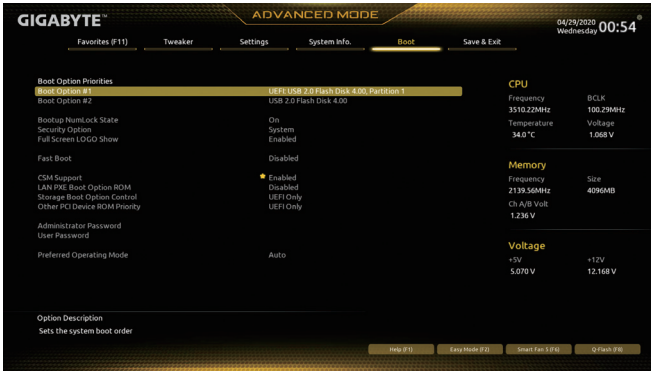 GIGABYTE™
ADVANCED MODE
04/29/2020
Wednesday
00:54
Favorites (F11) Tweaker Settings System Info. Boot Save & Exit
Boot Option Priorities
Boot Option #1 UEFI: USB 2.0 Flash Disk 4.00, Partition 1
Boot Option #2 USB 2.0 Flash Disk 4.00
Bootup NumLock State On
Security Option System
Full Screen LOGO Show Enabled
Fast Boot Disabled
CSM Support Enabled
LAN PXE Boot Option ROM Disabled
Storage Boot Option Control UEFI Only
Other PCI Device ROM Priority UEFI Only
Administrator Password
User Password
Preferred Operating Mode Auto
CPU
Frequency BCLK
3510.22MHz 100.29MHz
Temperature Voltage
34.0 °C 1.068 V
Memory
Frequency Size
2139.56MHz 4096MB
Ch A/B Volt
1.236 V
Voltage
+5V +12V
5.070 V 12.168 V
Option Description
Sets the system boot order
Help (F1) Easy Mode (F2) Smart Fan 5 (F6) Q-Flash (F8)